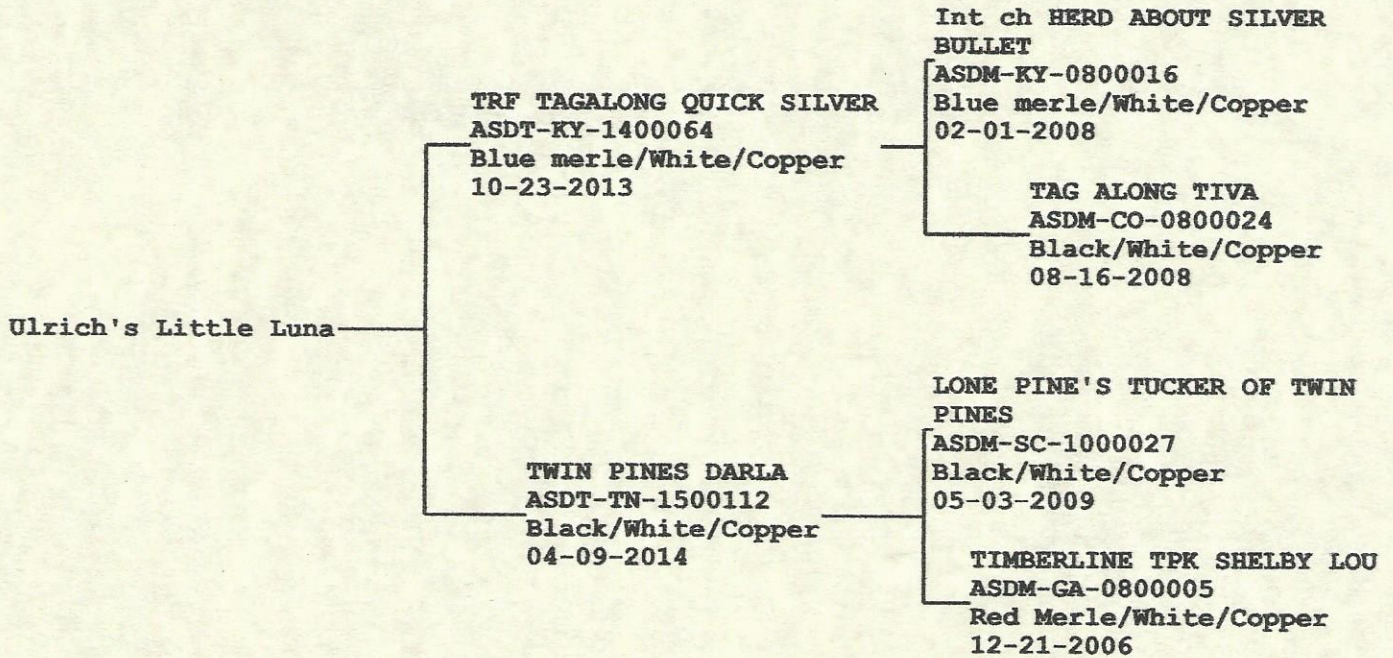 Int ch HERD ABOUT SILVER
BULLET
ASDM-KY-0800016
Blue merle/White/Copper
02-01-2008
TRF TAGALONG QUICK SILVER
ASDT-KY-1400064
Blue merle/White/Copper
10-23-2013
TAG ALONG TIVA
ASDM-CO-0800024
Black/White/Copper
08-16-2008
Ulrich's Little Luna
LONE PINE'S TUCKER OF TWIN
PINES
ASDM-SC-1000027
Black/White/Copper
05-03-2009
TWIN PINES DARLA
ASDT-TN-1500112
Black/White/Copper
04-09-2014
TIMBERLINE TPK SHELBY LOU
ASDM-GA-0800005
Red Merle/White/Copper
12-21-2006